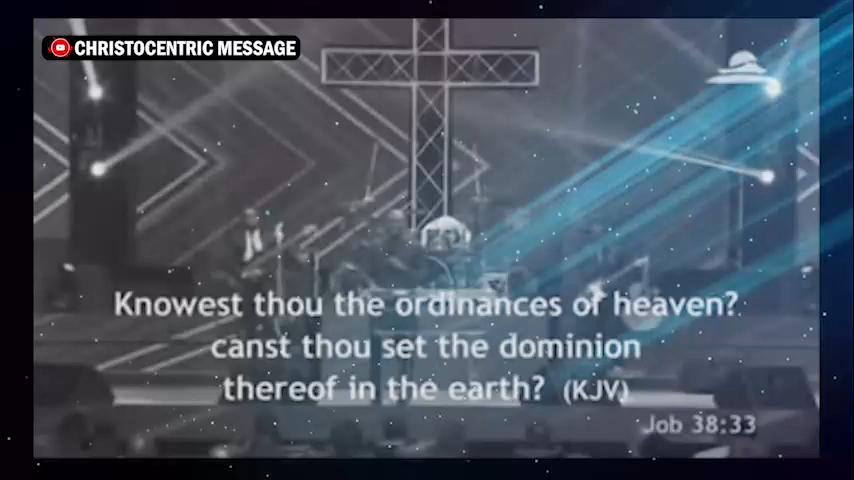 CHRISTOCENTRIC MESSAGE
Knowest thou the ordinances of heaven?
canst thou set the dominion
thereof in the earth? (KJV)
Job 38:33